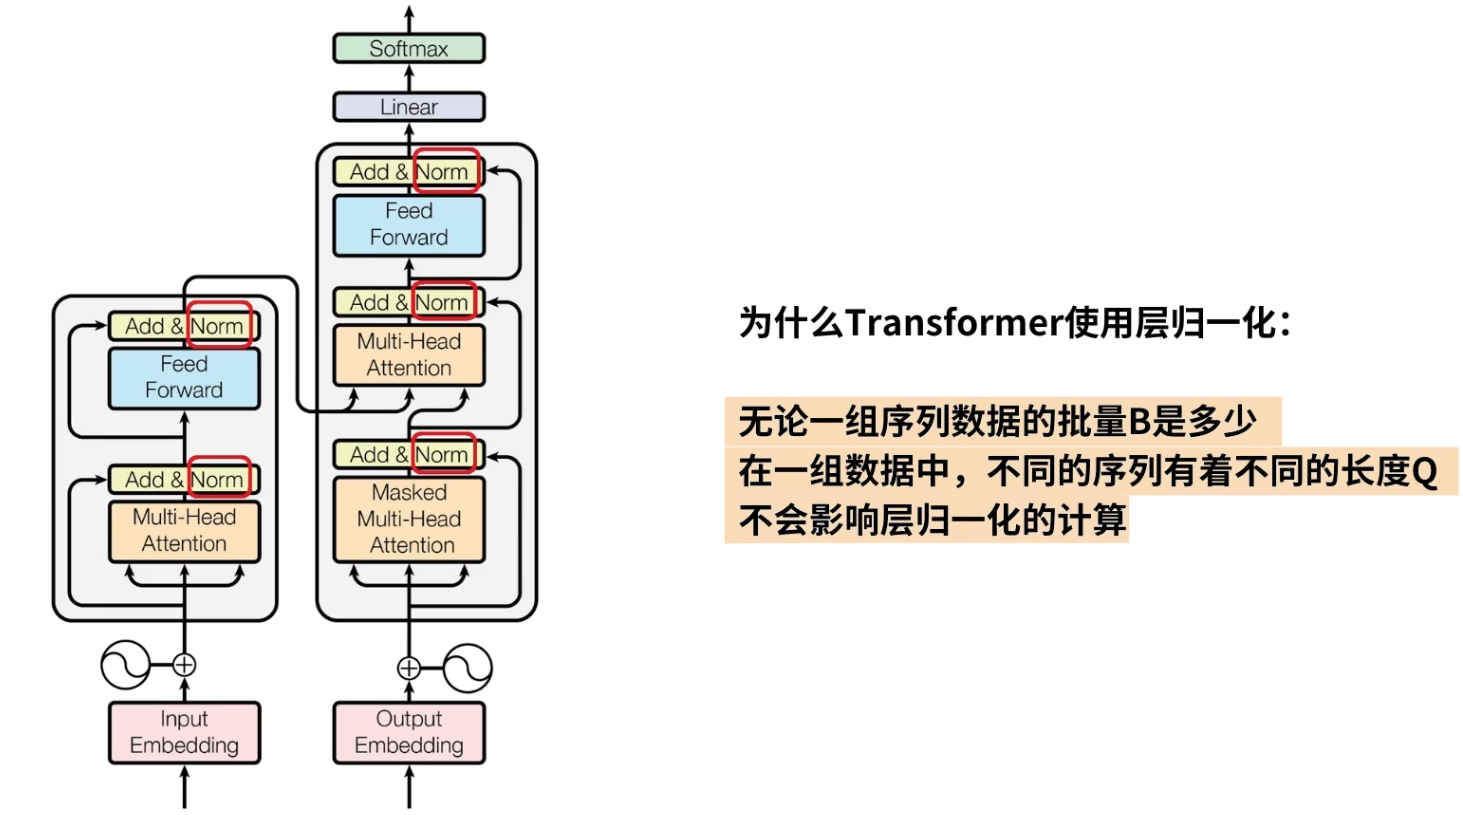 Softmax
Linear
Add & Norm
Feed
Forward
Add & Norm
Multi-Head
Attention
Add & Norm
Masked
Multi-Head
Attention
Output
Embedding
Add & Norm
Feed
Forward
Add & Norm
Multi-Head
Attention
Input
Embedding
为什么Transformer使用层归一化：
无论一组序列数据的批量B是多少
在一组数据中，不同的序列有着不同的长度Q
不会影响层归一化的计算